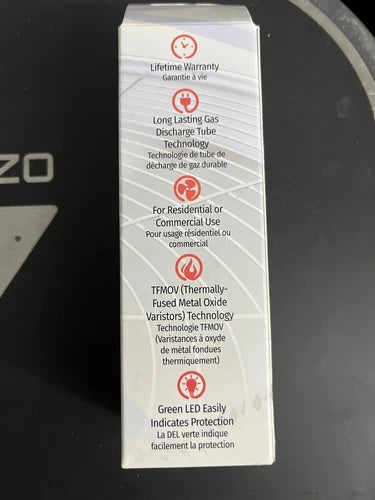 Lifetime Warranty
Garantie à vie
Long Lasting Gas
Discharge Tube
Technology
Technologie de tube de
décharge de gaz durable
ZO
For Residential or
Commercial Use
Pour usage résidentiel ou
commercial
TFMOV (Thermally-
Fused Metal Oxide
Varistors) Technology
Technologie TFMOV
(Varistances à oxyde
de métal fondues
thermiquement)
Green LED Easily
Indicates Protection
La DEL verte indique
facilement la protection